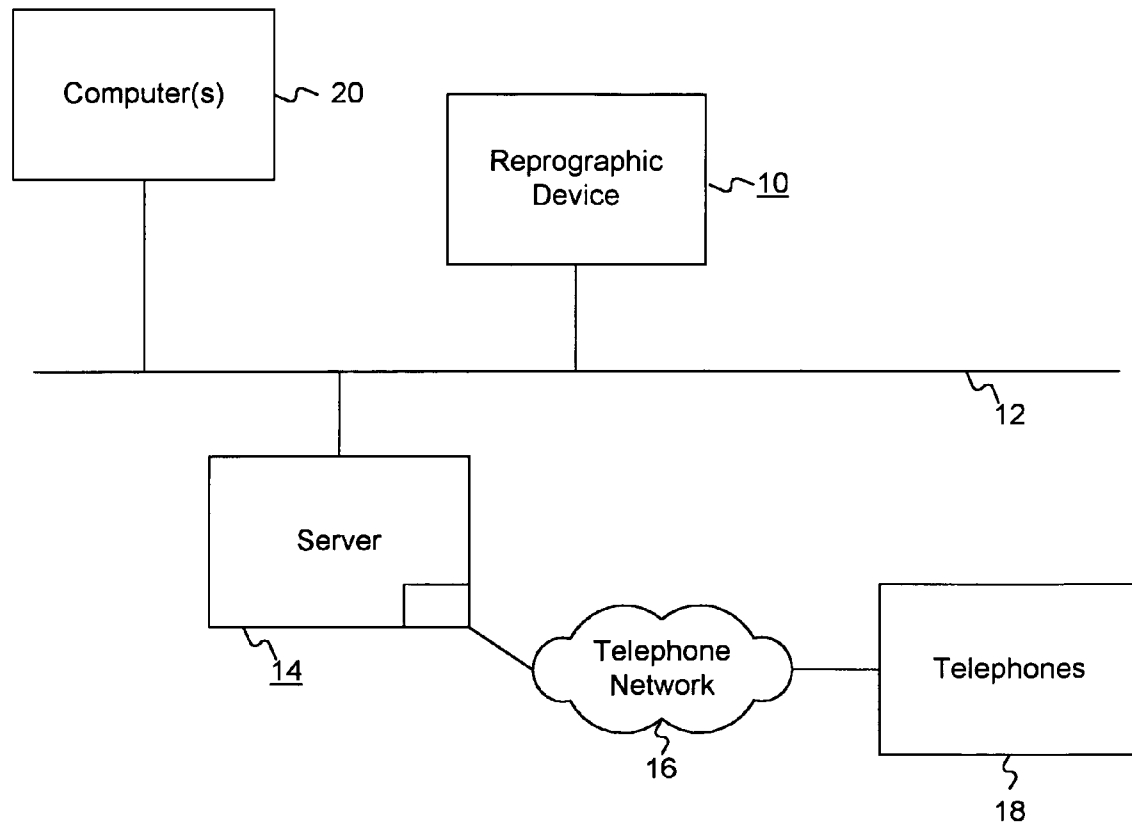 Computer(s)
20
Reprographic
Device
10
12
Server
14
Telephone
Network
16
Telephones
18